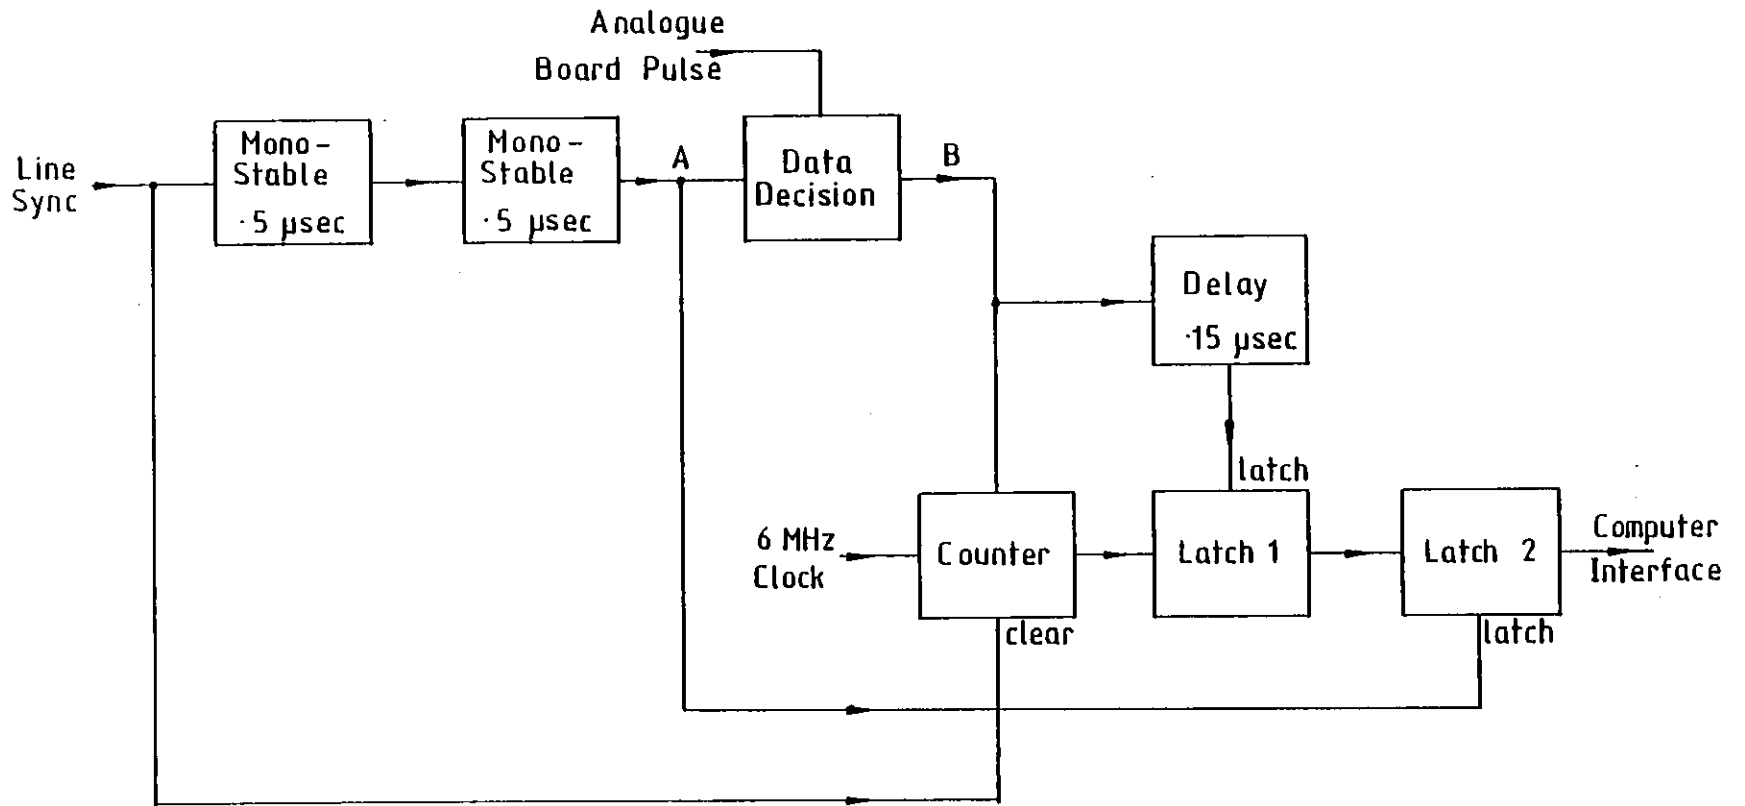 Analogue
Board Pulse
Line
Sync
Mono-
Stable
·5 µsec
Mono-
Stable
·5 µsec
A
Data
Decision
B
Delay
·15 µsec
latch
6 MHz
Clock
Counter
clear
Latch 1
Latch 2
latch
Computer
Interface